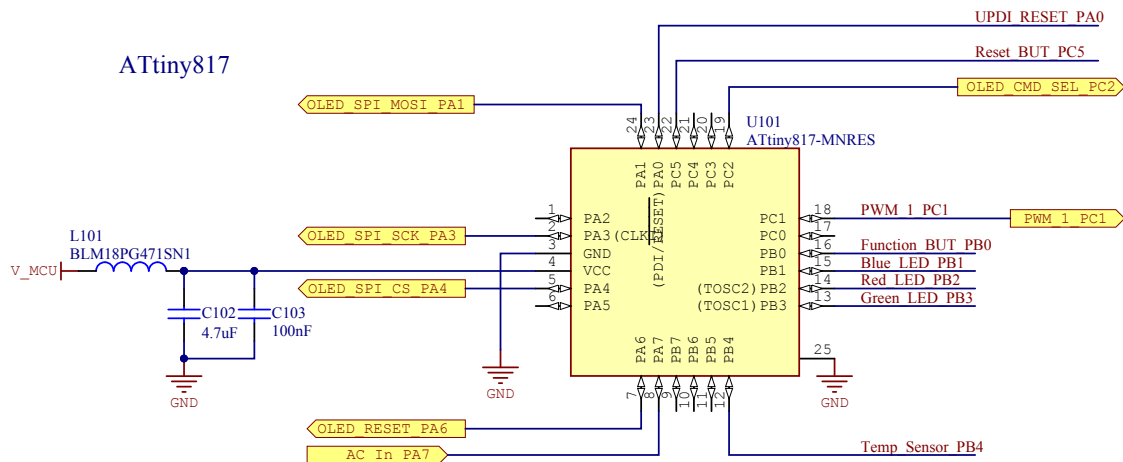 UPDI_RESET_PA0
ATtiny817
Reset_BUT_PC5
OLED_CMD_SEL_PC2
OLED_SPI_MOSI_PA1
24
23
22
21
20
19
U101
ATtiny817-MNRES
PA1
PA0
PC5
PC4
PC3
PC2
(PDI/RESET)
1
PA2
PC1
18
PWM_1_PC1
PWM_1_PC1
OLED_SPI_SCK_PA3
2
PA3(CLKI)
PC0
17
L101
BLM18PG471SN1
3
GND
PB0
16
Function_BUT_PB0
V_MCU
4
VCC
PB1
15
Blue_LED_PB1
OLED_SPI_CS_PA4
5
PA4
(TOSC2) PB2
14
Red_LED_PB2
6
PA5
(TOSC1) PB3
13
Green_LED_PB3
C102
4.7uF
C103
100nF
PA6
PA7
PB7
PB6
PB5
PB4
25
GND
GND
GND
7
8
9
10
11
12
OLED_RESET_PA6
AC_In_PA7
Temp_Sensor_PB4